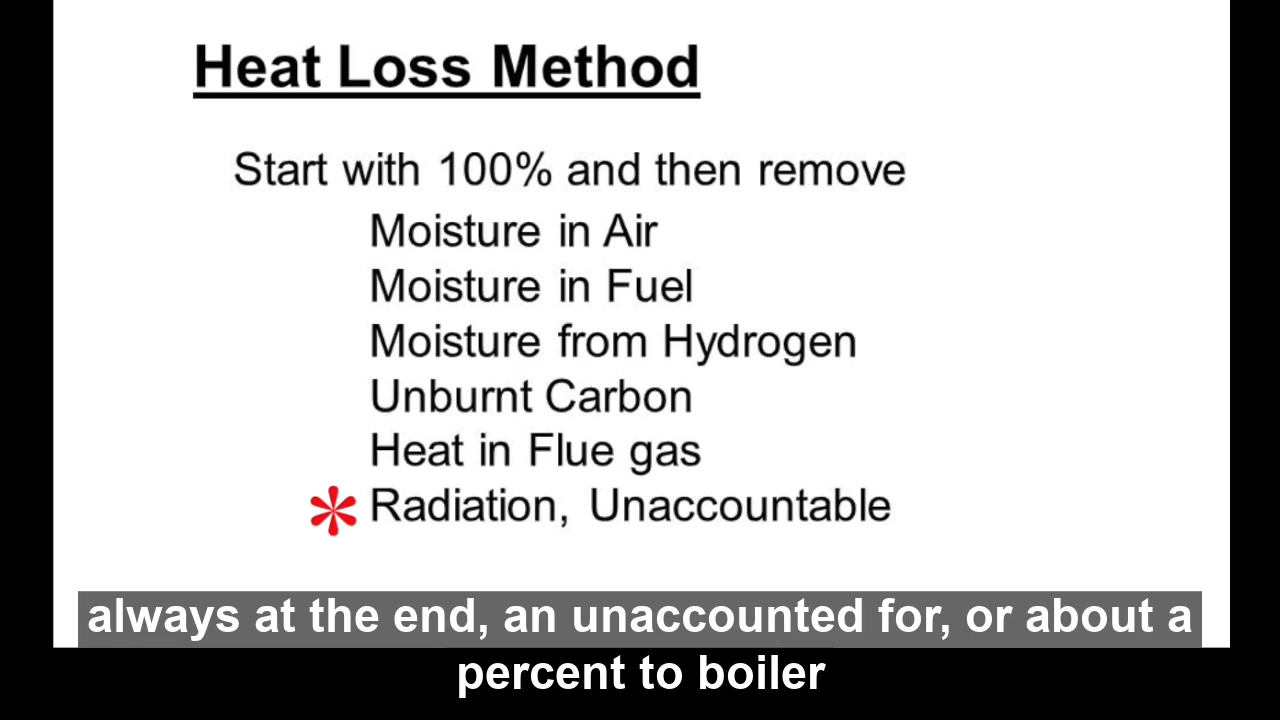 Heat Loss Method
Start with 100% and then remove
Moisture in Air
Moisture in Fuel
Moisture from Hydrogen
Unburnt Carbon
Heat in Flue gas
* Radiation, Unaccountable
always at the end, an unaccounted for, or about a
percent to boiler